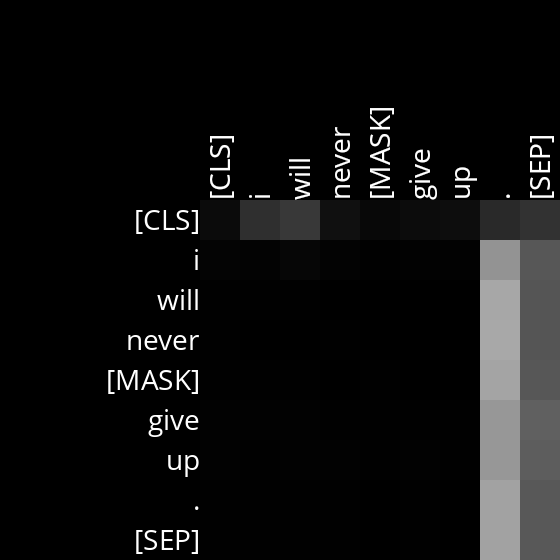 [CLS]
i
will
never
[MASK]
give
up
.
[SEP]
[CLS]
i
will
never
[MASK]
give
up
.
[SEP]